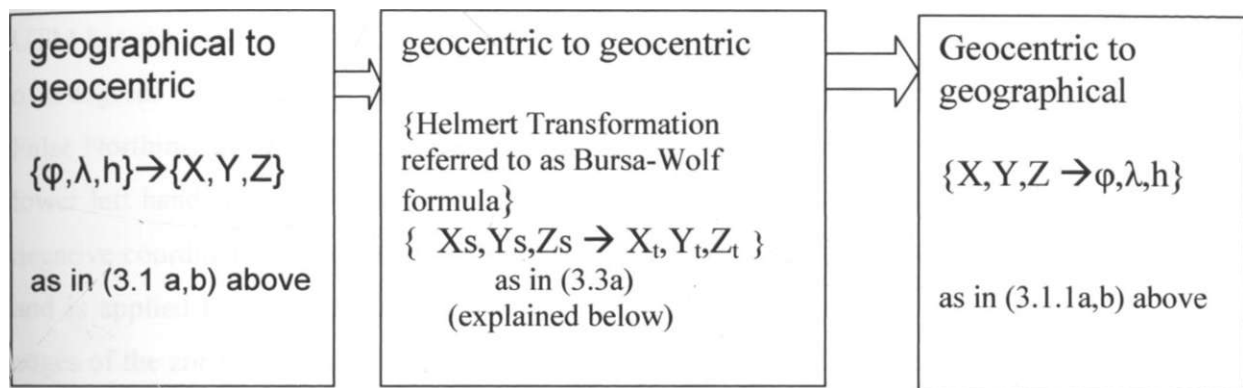 geographical to
geocentric
{φ,λ,h}→{X,Y,Z}
as in (3.1 a,b) above
geocentric to geocentric
{Helmert Transformation
referred to as Bursa-Wolf
formula}
{ Xs,Ys,Zs → Xt,Yt,Zt }
as in (3.3a)
(explained below)
Geocentric to
geographical
{X,Y,Z →φ,λ,h}
as in (3.1.1a,b) above